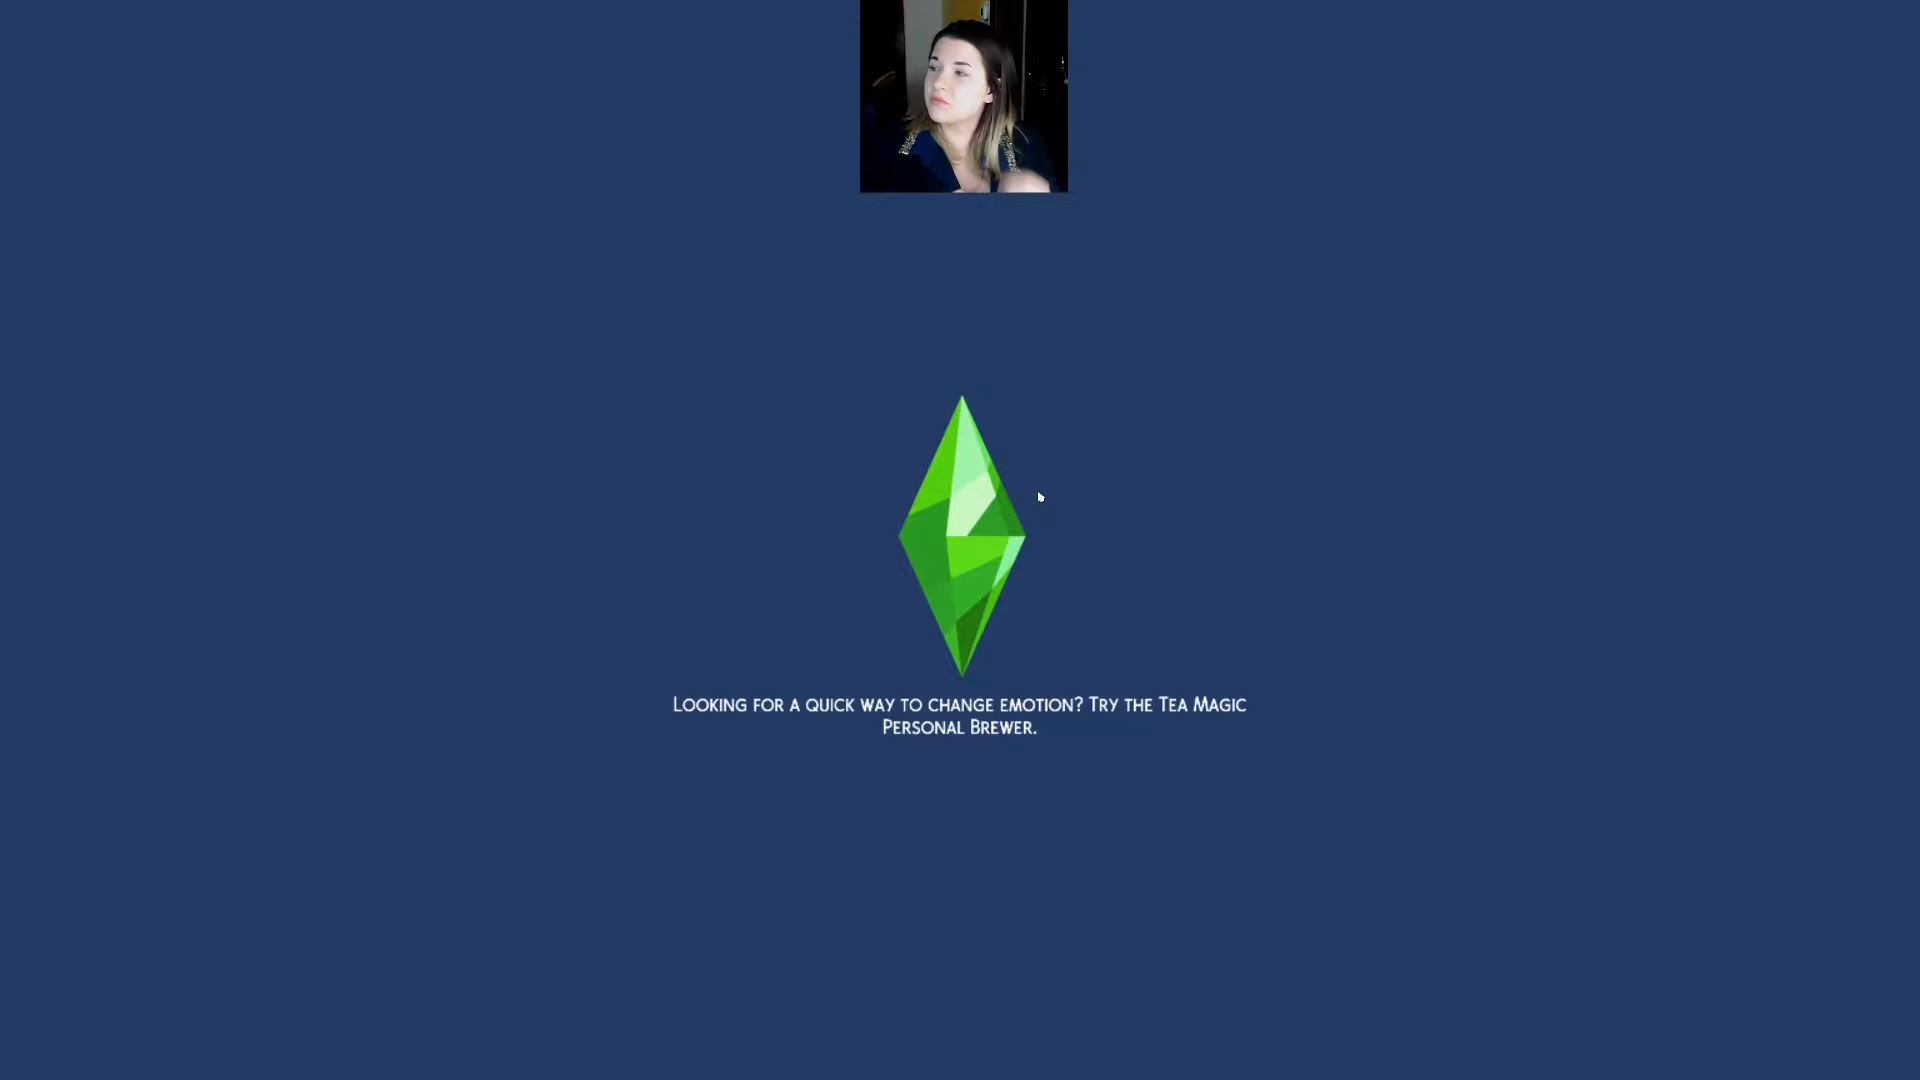 Looking for a quick way to change emotion? Try the Tea Magic
Personal Brewer.